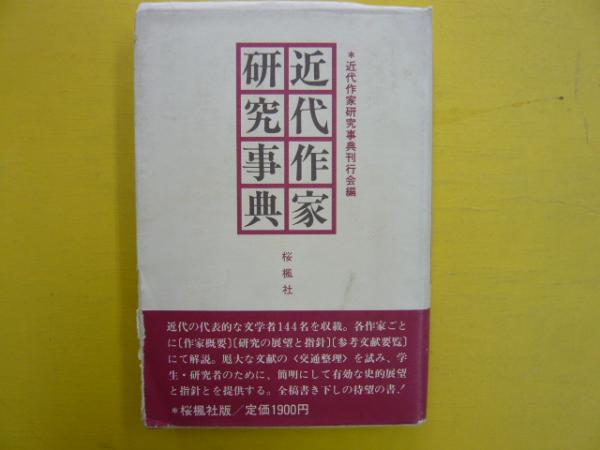 近代作家
研究事典
*近代作家研究事典刊行会編
桜楓社
近代の代表的な文学者144名を収載。各作家ごと
に〔作家概要〕〔研究の展望と指針〕〔参考文献要覧〕
にて解説。厖大な文献の〈交通整理〉を試み、学
生・研究者のために、簡明にして有効な史的展望
と指針とを提供する。全稿書き下しの待望の書！
*桜楓社版／定価1900円